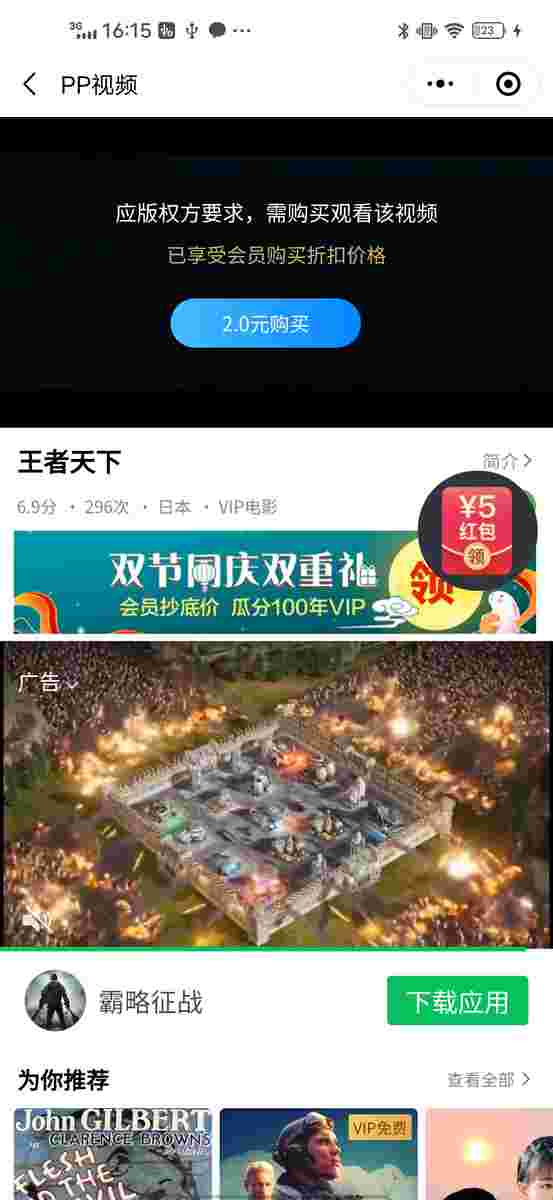 3G 16:15 23
PP视频
应版权方要求，需购买观看该视频
已享受会员购买折扣价格
2.0元购买
王者天下
简介
6.9分 · 296次 · 日本 · VIP电影
¥5
红包
领
双节同庆双重礼
会员抄底价 瓜分100年VIP
领
广告
霸略征战
下载应用
为你推荐
查看全部
John GILBERT
IN
CLARENCE BROWN'S
FLESH
AND THE
DEVIL
VIP免费